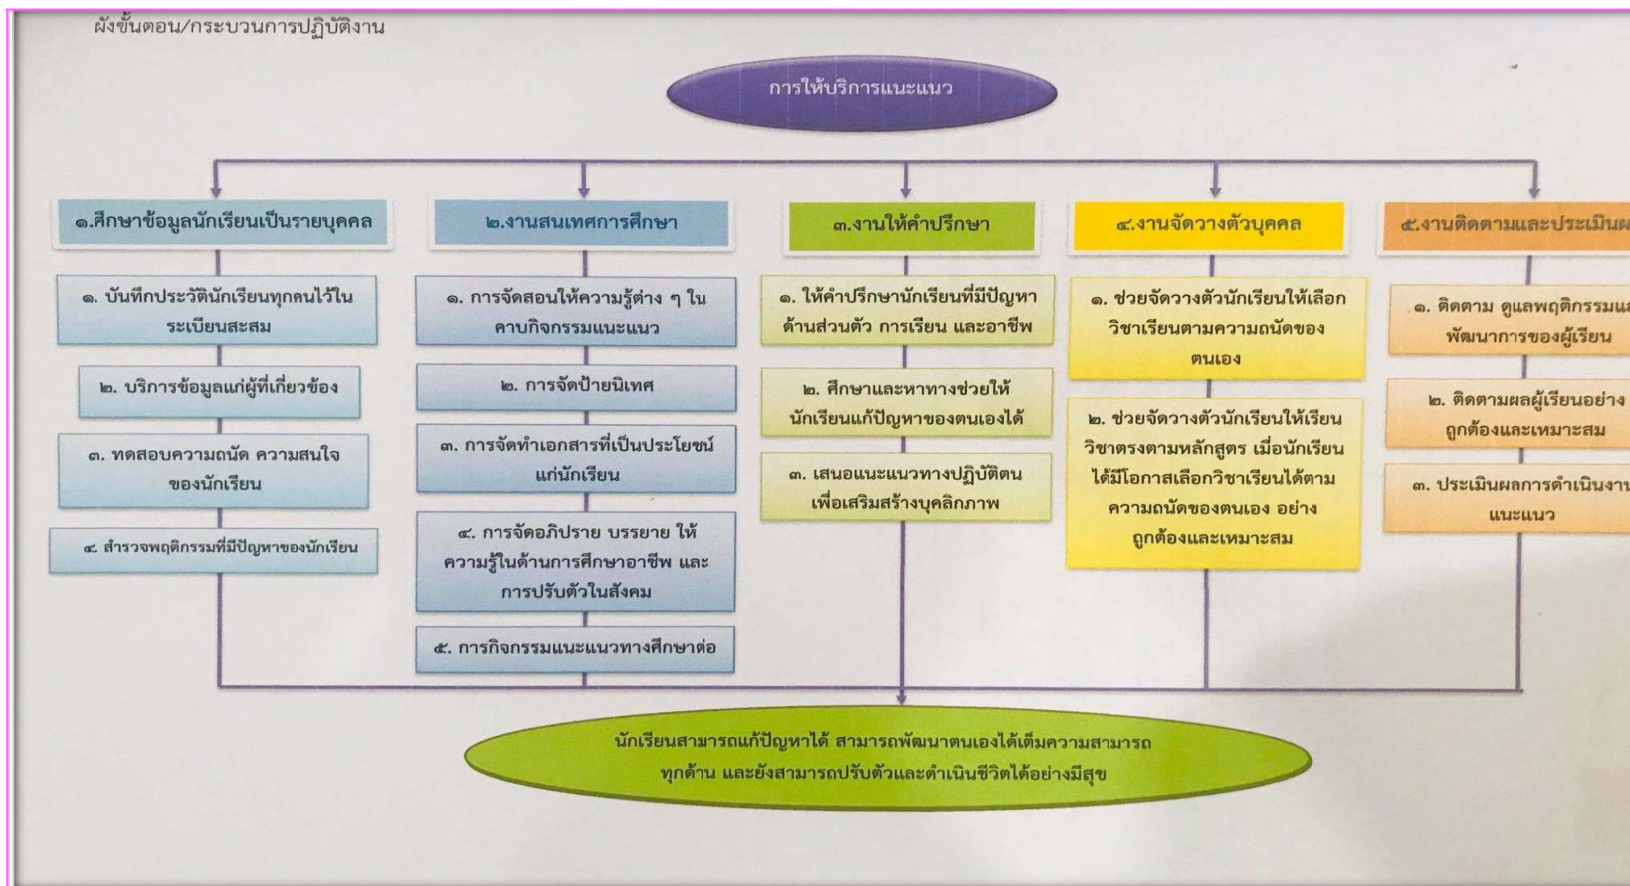 ผังขั้นตอน/กระบวนการปฏิบัติงาน
การให้บริการแนะแนว
๑.ศึกษาข้อมูลนักเรียนเป็นรายบุคคล
๑. บันทึกประวัตินักเรียนทุกคนไว้ใน
ระเบียนสะสม
๒. บริการข้อมูลแก่ผู้ที่เกี่ยวข้อง
๓. ทดสอบความถนัด ความสนใจ
ของนักเรียน
๔. สำรวจพฤติกรรมที่มีปัญหาของนักเรียน
๒.งานสนเทศการศึกษา
๑. การจัดสอนให้ความรู้ต่าง ๆ ใน
คาบกิจกรรมแนะแนว
๒. การจัดป้ายนิเทศ
๓. การจัดทำเอกสารที่เป็นประโยชน์
แก่นักเรียน
๔. การจัดอภิปราย บรรยาย ให้
ความรู้ในด้านการศึกษาอาชีพ และ
การปรับตัวในสังคม
๕. การกิจกรรมแนะแนวทางศึกษาต่อ
๓.งานให้คำปรึกษา
๑. ให้คำปรึกษานักเรียนที่มีปัญหา
ด้านส่วนตัว การเรียน และอาชีพ
๒. ศึกษาและหาทางช่วยให้
นักเรียนแก้ปัญหาของตนเองได้
๓. เสนอแนะแนวทางปฏิบัติตน
เพื่อเสริมสร้างบุคลิกภาพ
๔.งานจัดวางตัวบุคคล
๑. ช่วยจัดวางตัวนักเรียนให้เลือก
วิชาเรียนตามความถนัดของ
ตนเอง
๒. ช่วยจัดวางตัวนักเรียนให้เรียน
วิชาตรงตามหลักสูตร เมื่อนักเรียน
ได้มีโอกาสเลือกวิชาเรียนได้ตาม
ความถนัดของตนเอง อย่าง
ถูกต้องและเหมาะสม
๕.งานติดตามและประเมินผ
๑. ติดตาม ดูแลพฤติกรรมแล
พัฒนาการของผู้เรียน
๒. ติดตามผลผู้เรียนอย่าง
ถูกต้องและเหมาะสม
๓. ประเมินผลการดำเนินงาน
แนะแนว
นักเรียนสามารถแก้ปัญหาได้ สามารถพัฒนาตนเองได้เต็มความสามารถ
ทุกด้าน และยังสามารถปรับตัวและดำเนินชีวิตได้อย่างมีสุข